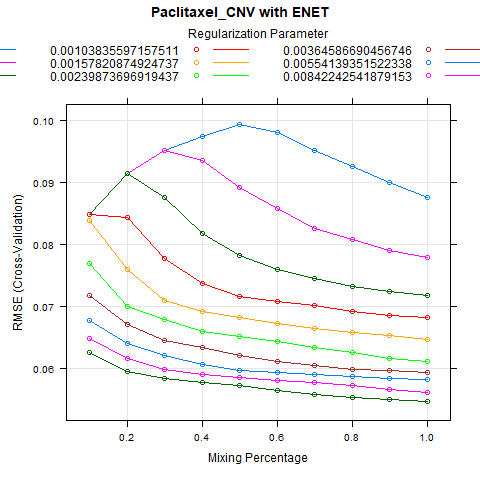 Paclitaxel_CNV with ENET
Regularization Parameter
0.00103835597157511 0.00364586690456746
0.00157820874924737 0.00554139351522338
0.00239873696919437 0.00842242541879153
0.10
0.09
0.08
0.07
0.06
RMSE (Cross-Validation)
0.2 0.4 0.6 0.8 1.0
Mixing Percentage